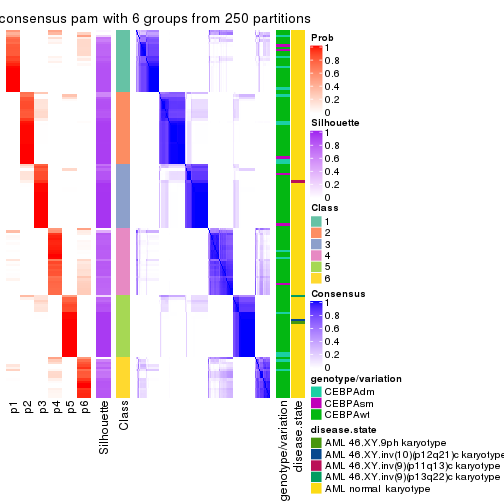 consensus pam with 6 groups from 250 partitions
Prob
1
0.8
0.6
0.4
0.2
0
Silhouette
1
0.8
0.6
0.4
0.2
0
Class
1
2
3
4
5
6
Consensus
1
0.8
0.6
0.4
0.2
0
genotype/variation
CEBPAdm
CEBPAsm
CEBPAwt
disease.state
AML 46.XY.9ph karyotype
AML 46.XY,inv(10)(p12q21)c karyotype
AML 46.XY,inv(9)(p11q13)c karyotype
AML 46.XY,inv(9)(p13q22)c karyotype
AML normal karyotype
p1
p2
p3
p4
p5
p6
Silhouette
Class
genotype/variation
disease.state